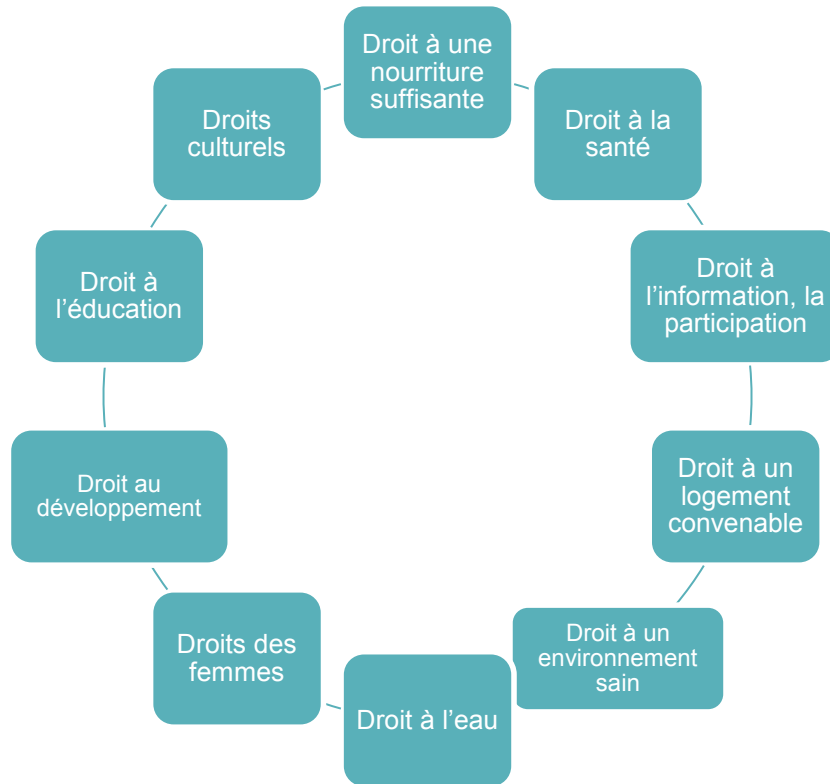 Droit à une
nourriture
suffisante
Droit à la
santé
Droit à
l’information, la
participation
Droit à un
logement
convenable
Droit à un
environnement
sain
Droit à l’eau
Droits des
femmes
Droit au
développement
Droit à
l’éducation
Droits
culturels